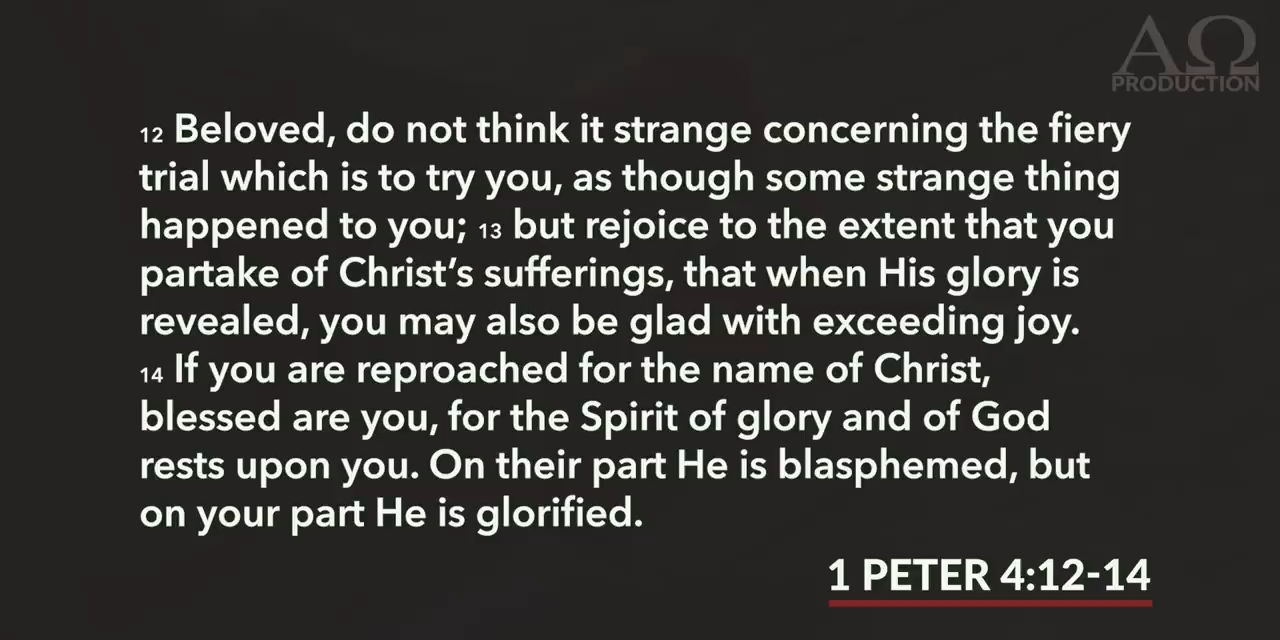 ΑΩ
PRODUCTION
12 Beloved, do not think it strange concerning the fiery
trial which is to try you, as though some strange thing
happened to you; 13 but rejoice to the extent that you
partake of Christ’s sufferings, that when His glory is
revealed, you may also be glad with exceeding joy.
14 If you are reproached for the name of Christ,
blessed are you, for the Spirit of glory and of God
rests upon you. On their part He is blasphemed, but
on your part He is glorified.
1 PETER 4:12-14